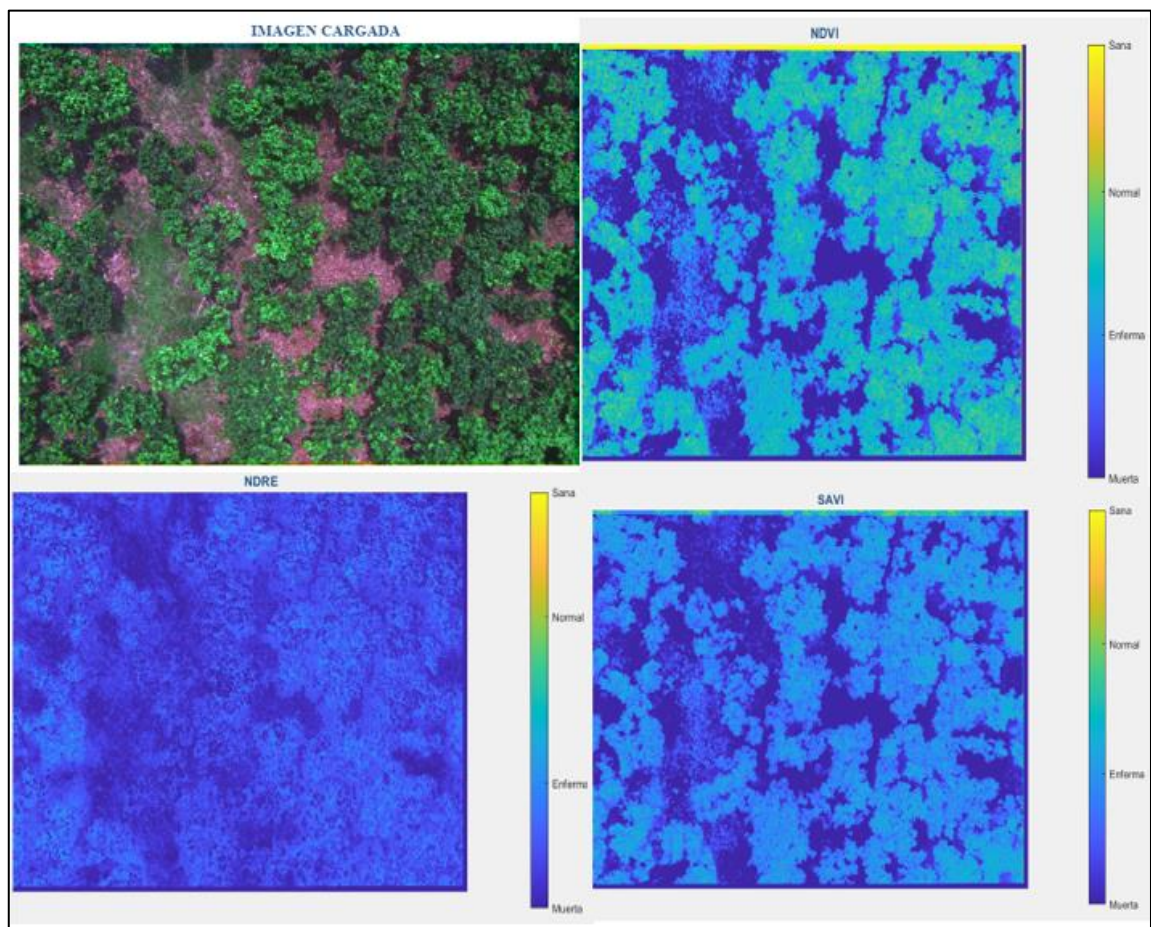 IMAGEN CARGADA
NDVI
Sana
Normal
Enferma
Muerta
NDRE
Sana
Normal
Enferma
Muerta
SAVI
Sana
Normal
Enferma
Muerta